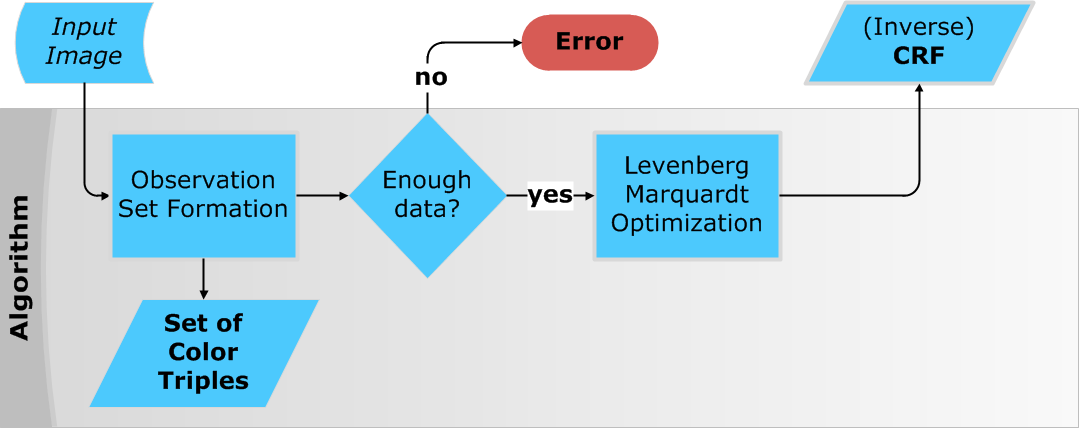 Input
Image
Error
(Inverse)
CRF
no
Observation
Set Formation
Enough
data?
yes
Levenberg
Marquardt
Optimization
Algorithm
Set of
Color
Triples